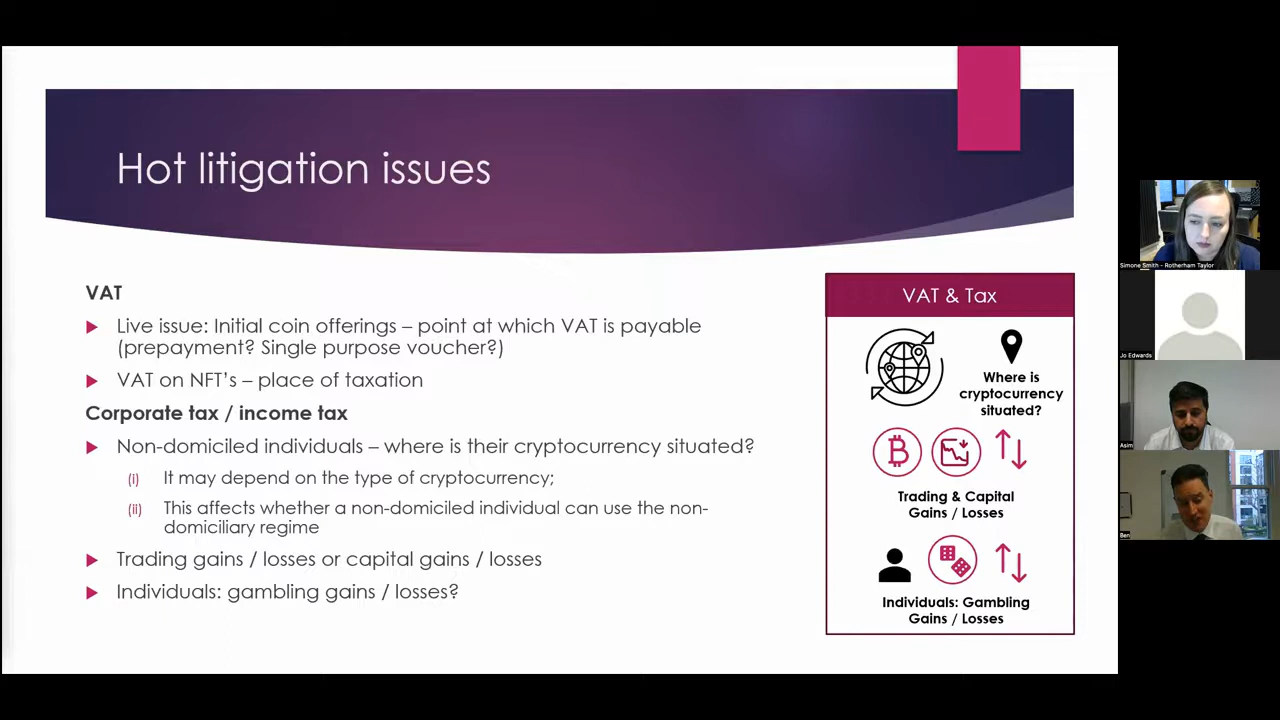 Hot litigation issues
VAT
Live issue: Initial coin offerings – point at which VAT is payable
(prepayment? Single purpose voucher?)
VAT on NFT's – place of taxation
Corporate tax / income tax
Non-domiciled individuals – where is their cryptocurrency situated?
(i) It may depend on the type of cryptocurrency;
(ii) This affects whether a non-domiciled individual can use the non-
domiciliary regime
Trading gains / losses or capital gains / losses
Individuals: gambling gains / losses?
VAT & Tax
Where is
cryptocurrency
situated?
Trading & Capital
Gains / Losses
Individuals: Gambling
Gains / Losses
Simone Smith - Rotherham Taylor
Jo Edwards
Asim
Ben